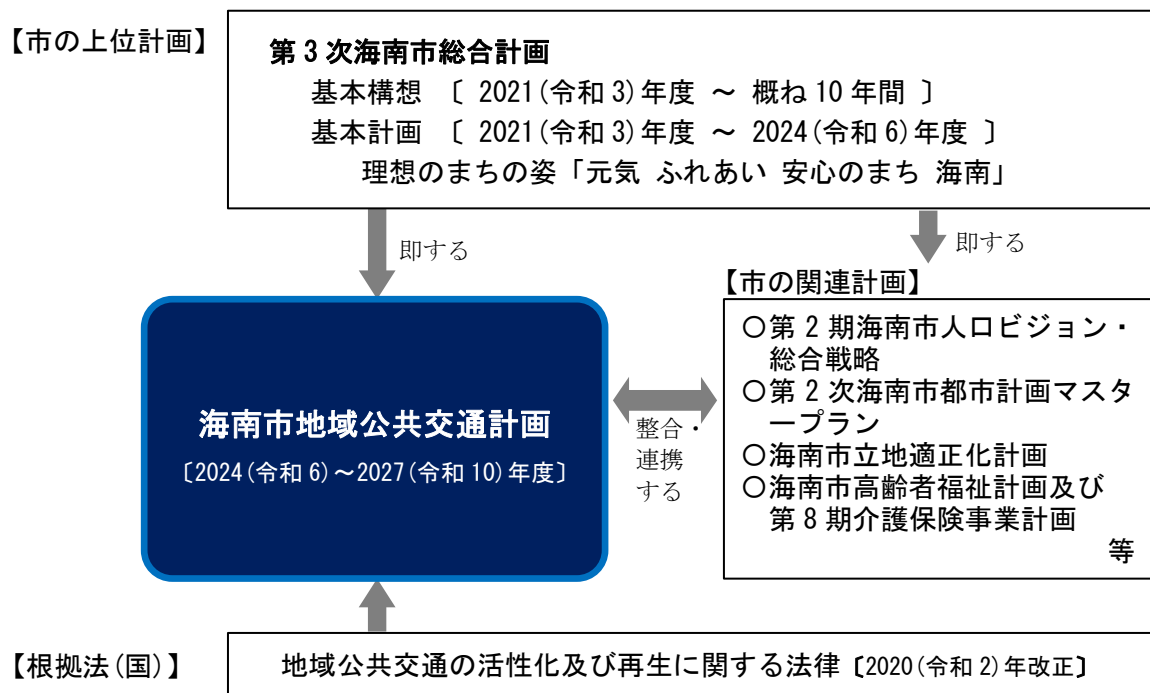 【市の上位計画】
第3次海南市総合計画
基本構想 〔 2021(令和3)年度 ～ 概ね10年間 〕
基本計画 〔 2021(令和3)年度 ～ 2024(令和6)年度 〕
理想のまちの姿「元気 ふれあい 安心のまち 海南」
即する
即する
【市の関連計画】
〇第2期海南市人口ビジョン・
総合戦略
〇第2次海南市都市計画マスタ
ープラン
〇海南市立地適正化計画
〇海南市高齢者福祉計画及び
第8期介護保険事業計画
等
整合・
連携
する
海南市地域公共交通計画
〔2024(令和6)～2027(令和10)年度〕
【根拠法(国)】
地域公共交通の活性化及び再生に関する法律〔2020(令和2)年改正〕